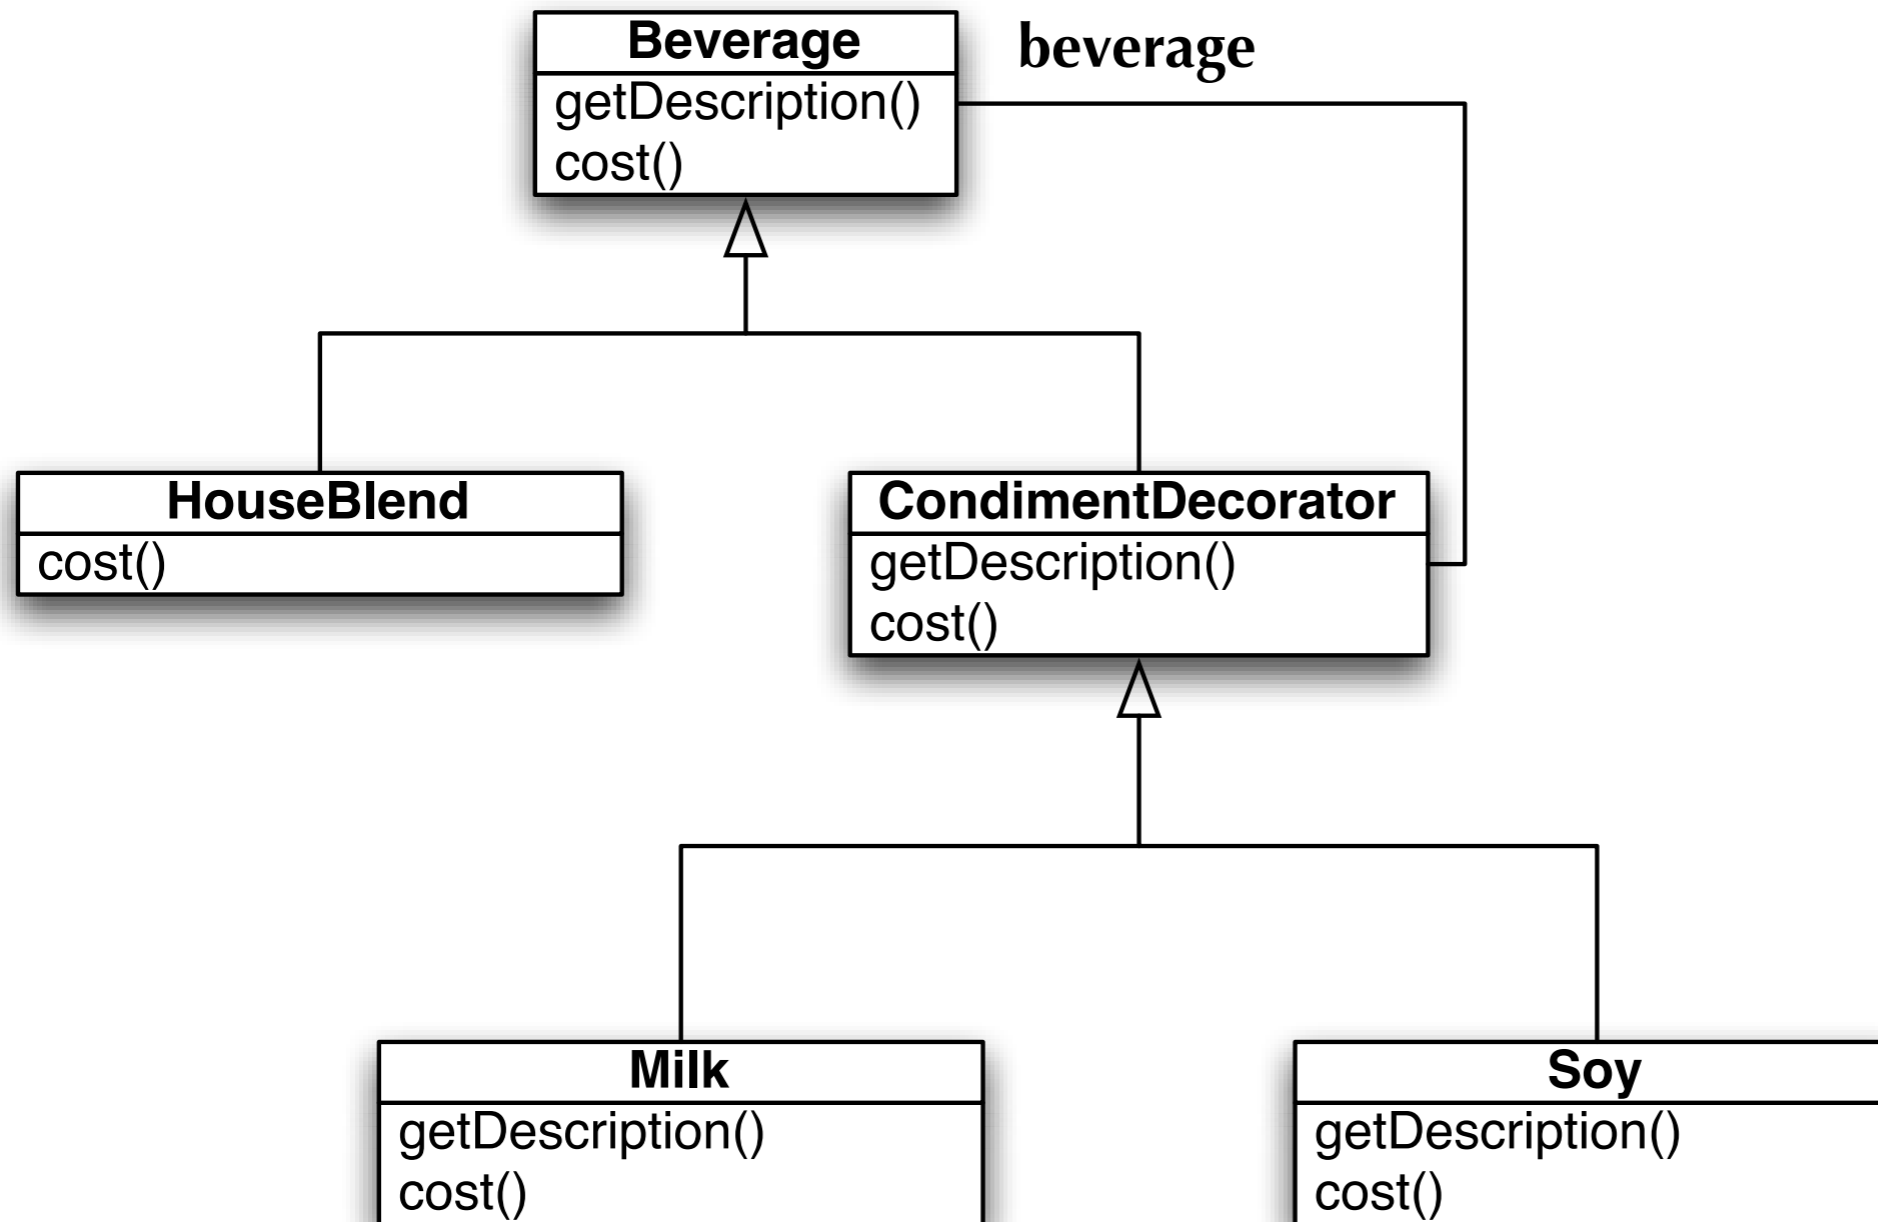 Beverage
beverage
getDescription()
cost()
HouseBlend
cost()
CondimentDecorator
getDescription()
cost()
Milk
getDescription()
cost()
Soy
getDescription()
cost()